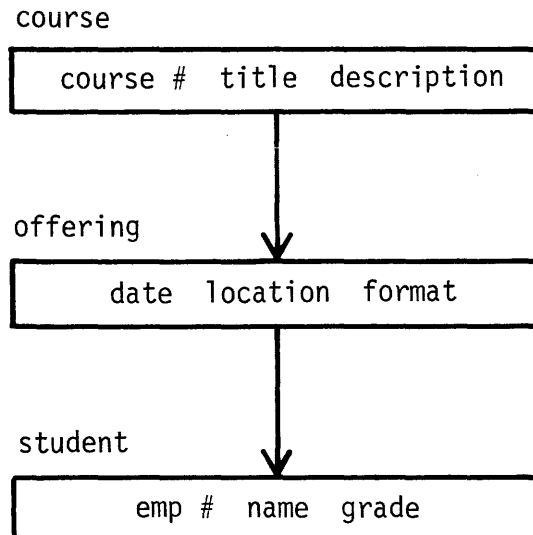 course
course # title description
offering
date location format
student
emp # name grade